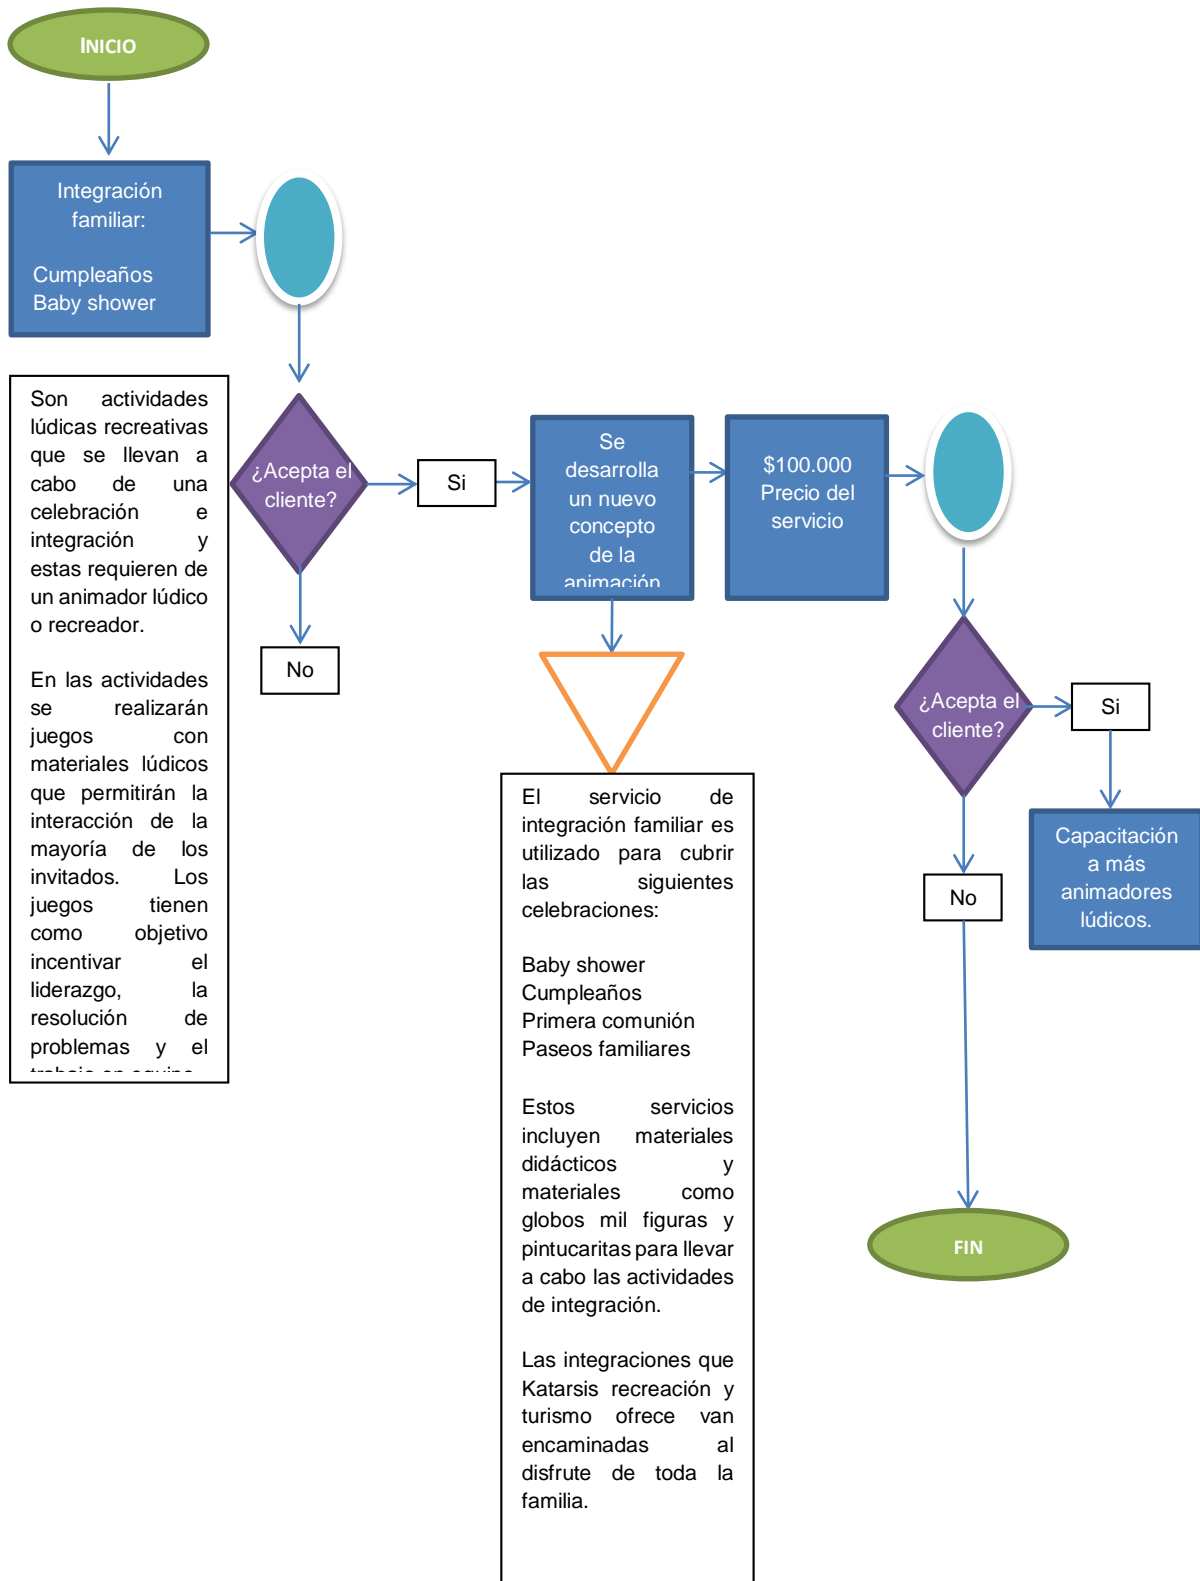 INICIO
Integración
familiar:
Cumpleaños
Baby shower
Son actividades
lúdicas recreativas
que se llevan a
cabo de una
celebración e
integración y
estas requieren de
un animador lúdico
o recreador.
En las actividades
se realizarán
juegos con
materiales lúdicos
que permitirán la
interacción de la
mayoría de los
invitados. Los
juegos tienen
como objetivo
incentivar el
liderazgo, la
resolución de
problemas y el
trabajo en equipo
¿Acepta el
cliente?
Si
No
Se
desarrolla
un nuevo
concepto
de la
animación
$100.000
Precio del
servicio
El servicio de
integración familiar es
utilizado para cubrir
las siguientes
celebraciones:
Baby shower
Cumpleaños
Primera comunión
Paseos familiares
Estos servicios
incluyen materiales
didácticos y
materiales como
globos mil figuras y
pintucaritas para llevar
a cabo las actividades
de integración.
Las integraciones que
Katarsis recreación y
turismo ofrece van
encaminadas al
disfrute de toda la
familia.
¿Acepta el
cliente?
Si
No
Capacitación
a más
animadores
lúdicos.
FIN